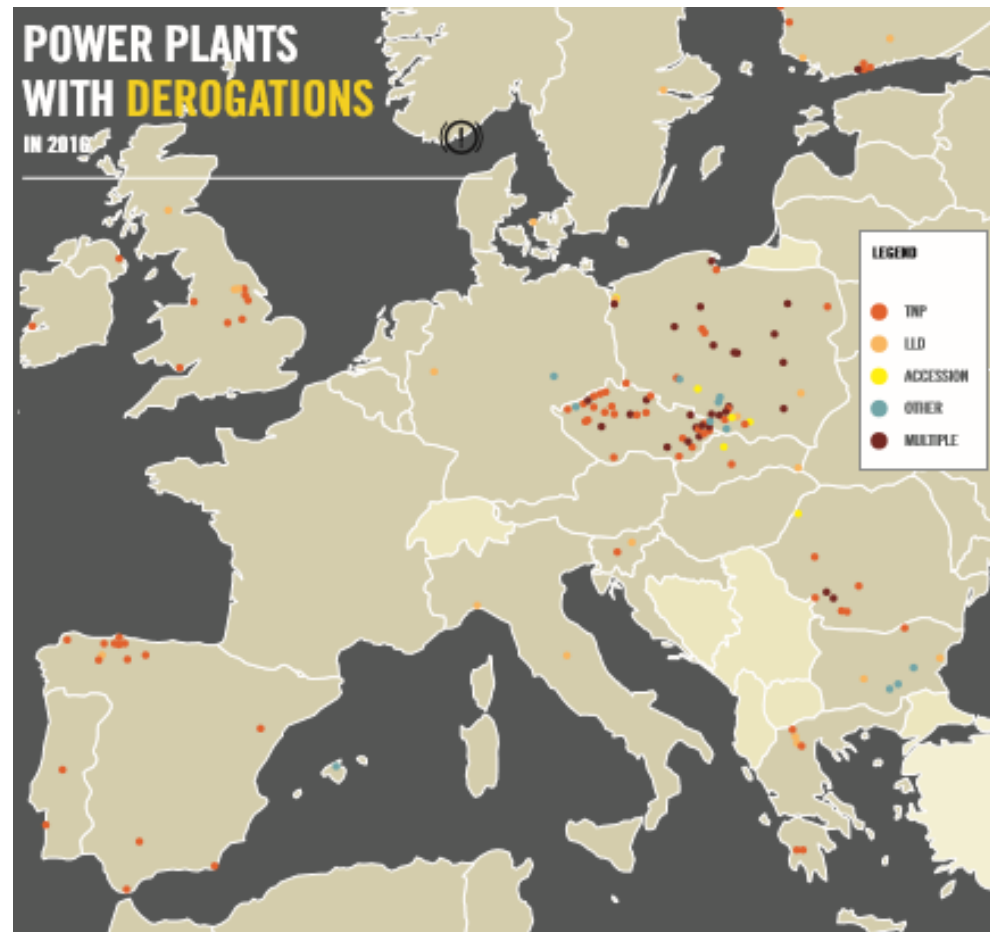 POWER PLANTS
WITH DEROGATIONS
IN 2016
LEGEND
TNP
LLD
ACCESSION
OTHER
MULTIPLE